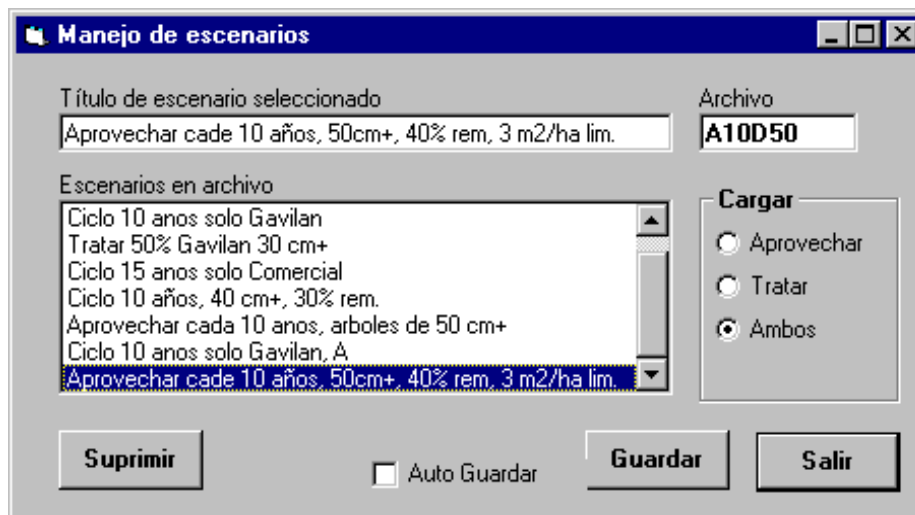 Manejo de escenarios
Título de escenario seleccionado
Archivo
Aprovechar cade 10 años, 50cm+, 40% rem, 3 m2/ha lim.
A10D50
Escenarios en archivo
Ciclo 10 anos solo Gavilan
Tratar 50% Gavilan 30 cm+
Ciclo 15 anos solo Comercial
Ciclo 10 años, 40 cm+, 30% rem.
Aprovechar cada 10 anos, arboles de 50 cm+
Ciclo 10 anos solo Gavilan, A
Aprovechar cade 10 años, 50cm+, 40% rem, 3 m2/ha lim.
Cargar
Aprovechar
Tratar
Ambos
Suprimir
Auto Guardar
Guardar
Salir